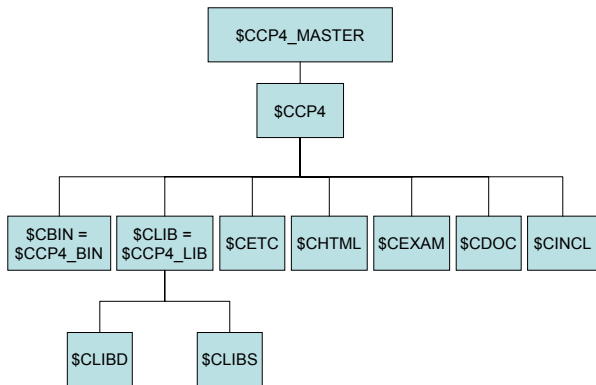 $CCP4_MASTER
$CCP4
$CBIN =
$CCP4_BIN
$CLIB =
$CCP4_LIB
$CETC
$CHTML
$CEXAM
$CDOC
$CINCL
$CLIBD
$CLIBS